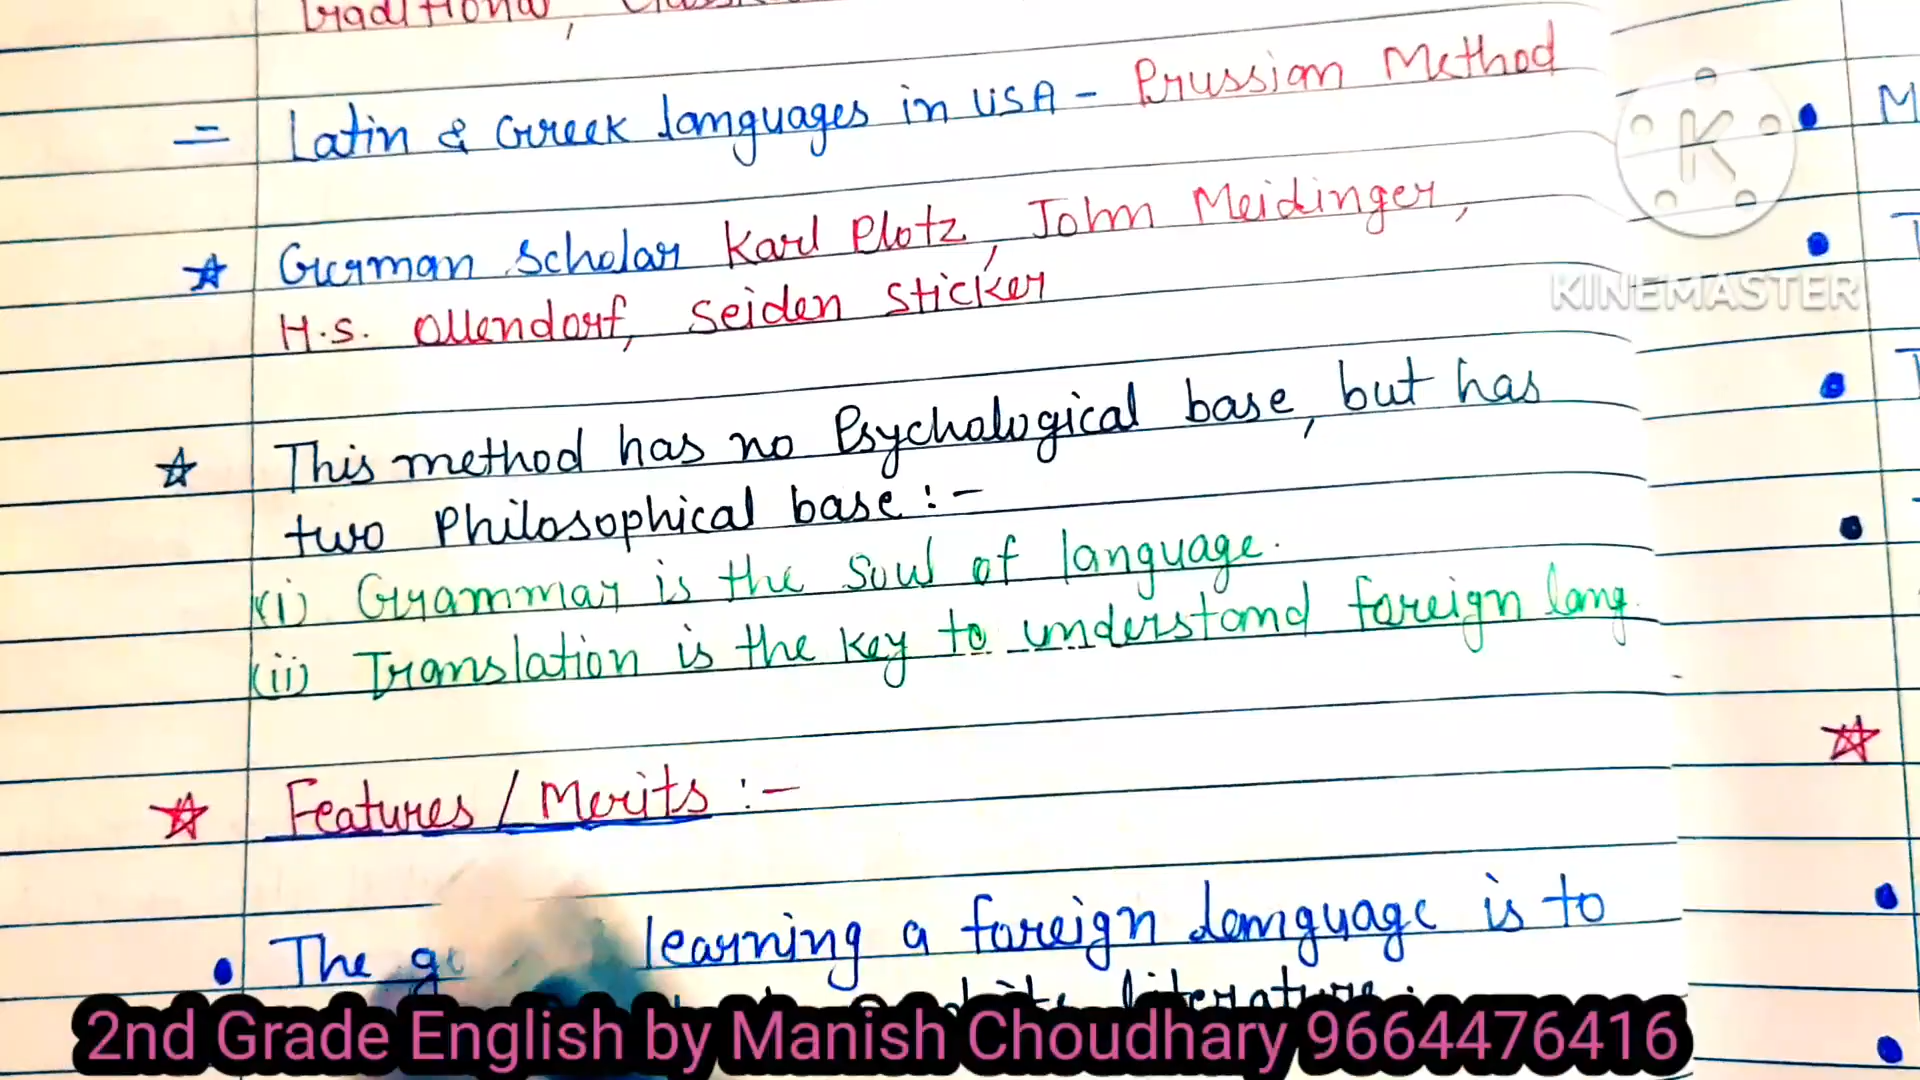 Traditional, 
= Latin & Greek languages in USA - Prussian Method
German scholar Karl Plotz, John Meidinger,
H.S. Ollendorf, Seiden Sticker
This method has no Psychological base, but has
two Philosophical base :-
(i) Grammar is the soul of language.
(ii) Translation is the key to understand foreign lang.
Features / Merits :-
The learning a foreign language is to
literature.
K
KINEMASTER
2nd Grade English by Manish Choudhary 9664476416